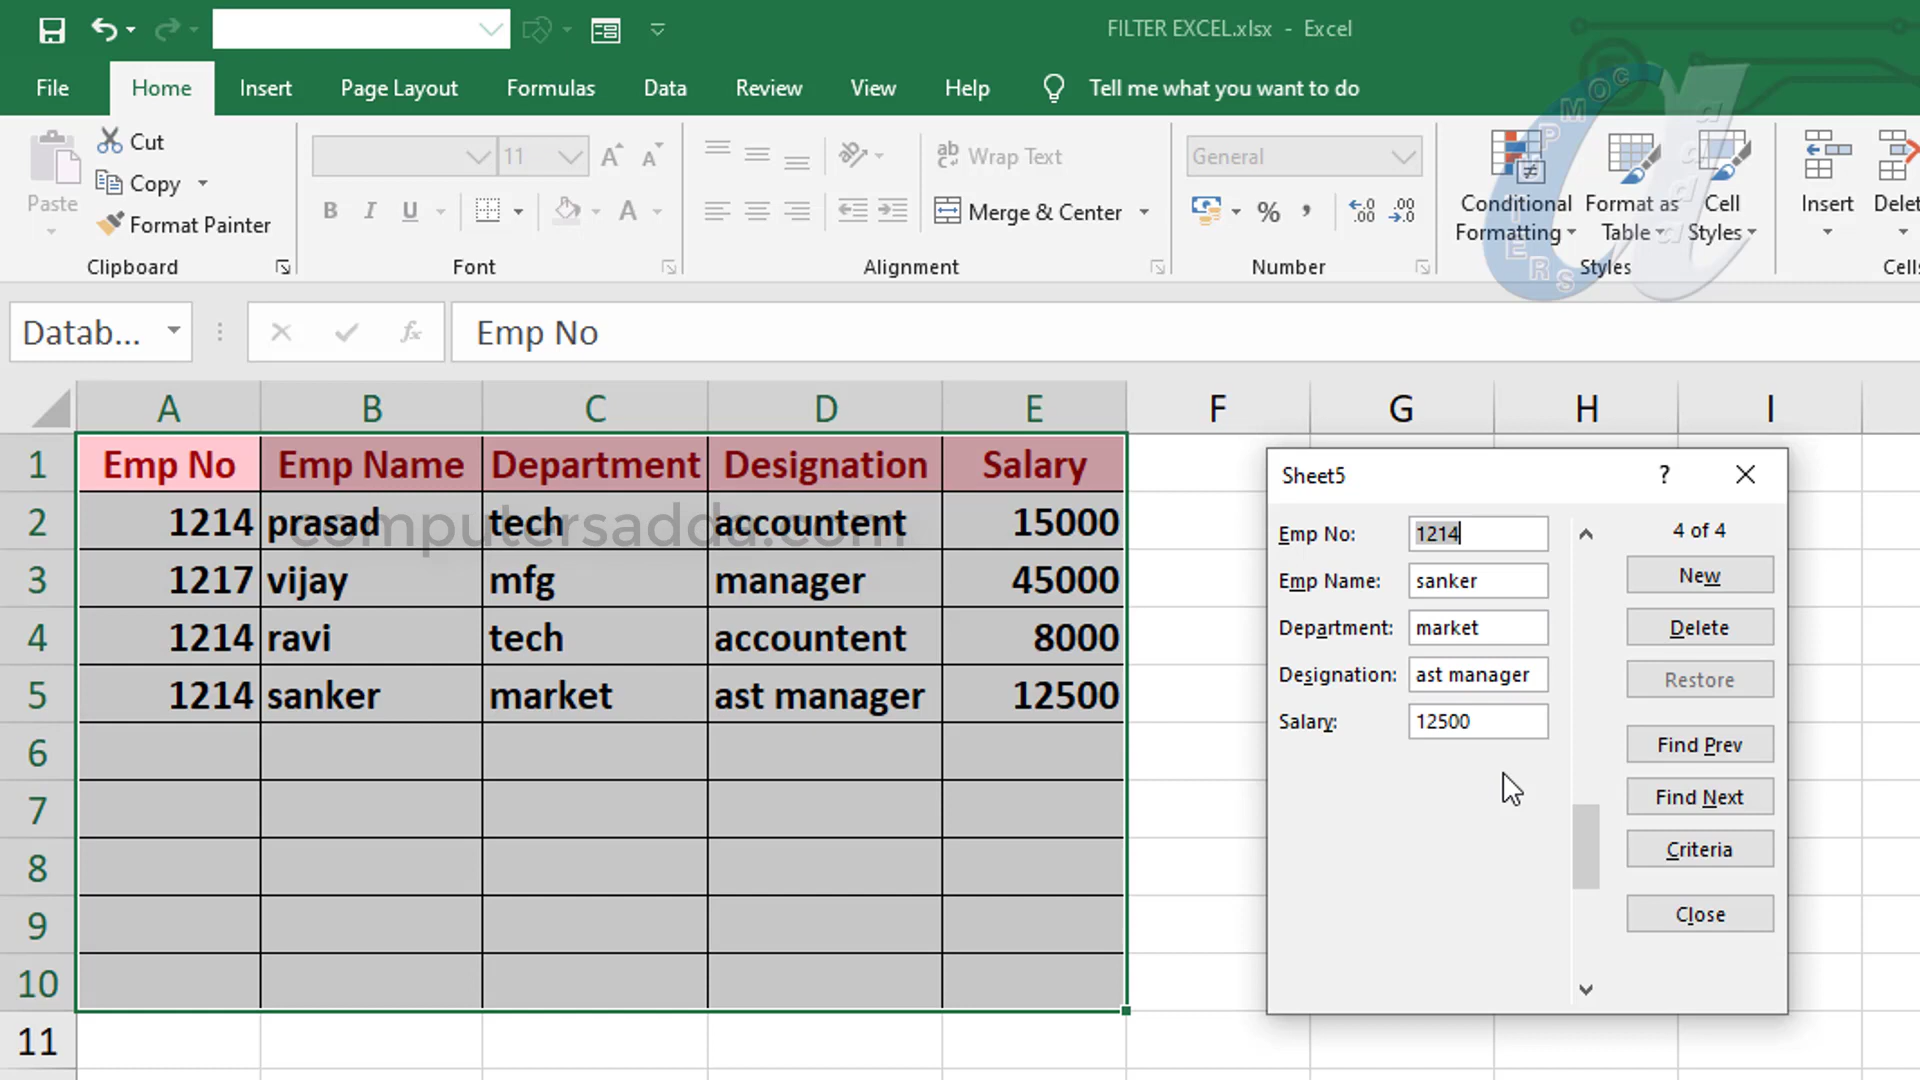 FILTER EXCEL.xlsx - Excel
File Home Insert Page Layout Formulas Data Review View Help Tell me what you want to do
Paste
Cut
Copy
Format Painter
Clipboard
11
B I U
Font
Wrap Text
Merge & Center
Alignment
General
Number
Conditional Formatting
Format as Table
Cell Styles
Styles
Insert
Delet
Cells
COMPTERS
adda
Datab...
fx
Emp No
A B C D E F G H I
1 Emp No Emp Name Department Designation Salary
2 1214 prasad tech accountent 15000
computersadda.com
3 1217 vijay mfg manager 45000
4 1214 ravi tech accountent 8000
5 1214 sanker market ast manager 12500
6
7
8
9
10
11
Sheet5 ?
Emp No: 1214
Emp Name: sanker
Department: market
Designation: ast manager
Salary: 12500
4 of 4
New
Delete
Restore
Find Prev
Find Next
Criteria
Close